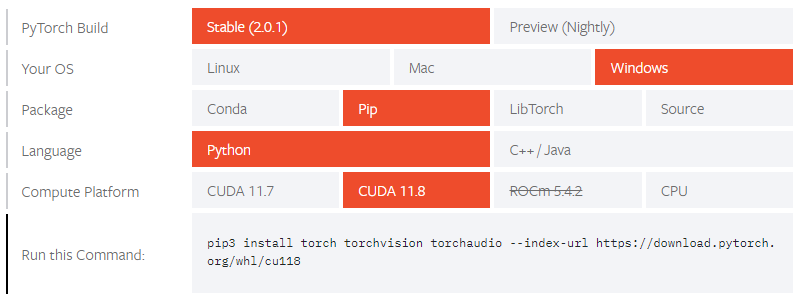 PyTorch Build Stable (2.0.1) Preview (Nightly)
Your OS Linux Mac Windows
Package Conda Pip LibTorch Source
Language Python C++ / Java
Compute Platform CUDA 11.7 CUDA 11.8 ROCm 5.4.2 CPU
Run this Command: pip3 install torch torchvision torchaudio --index-url https://download.pytorch.
org/whl/cu118